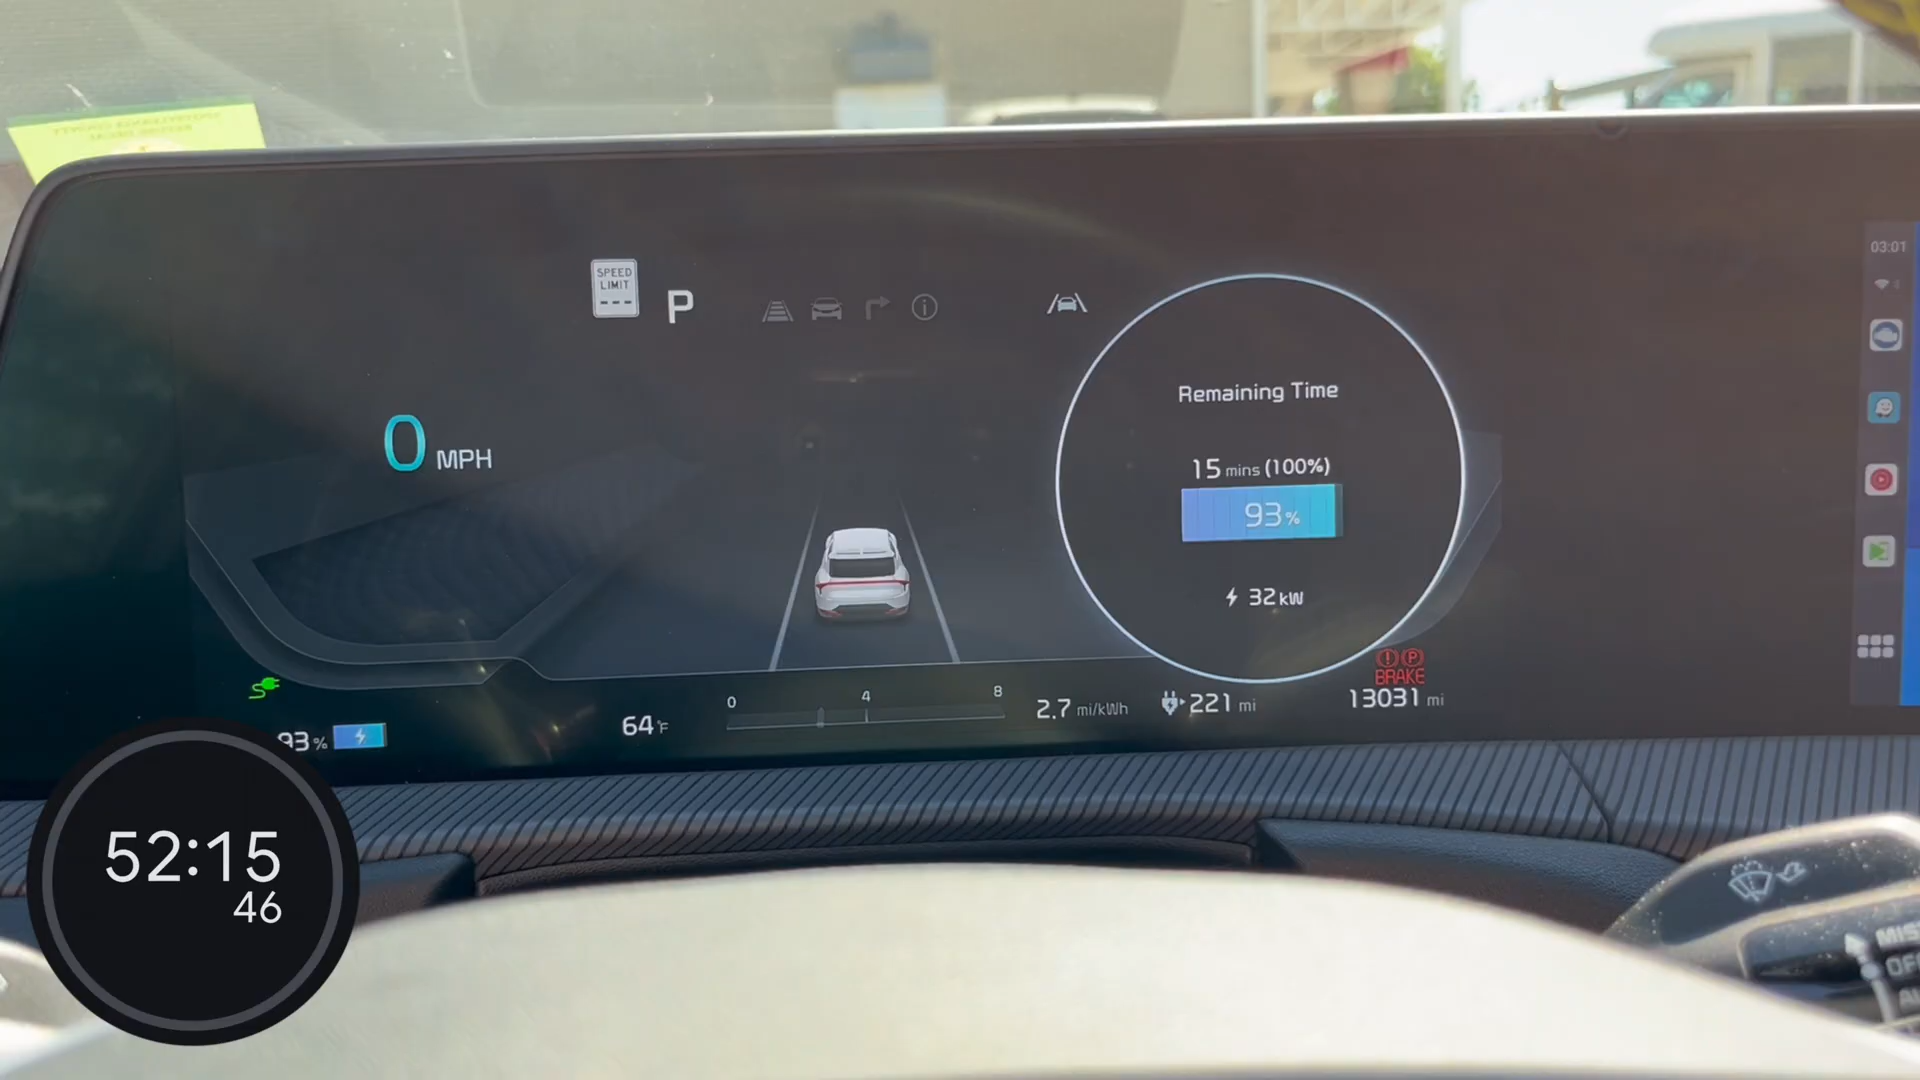 03:01
SPEED
LIMIT
---
P
Remaining Time
15 mins (100%)
0 MPH
93%
32 kW
BRAKE
0 4 8
2.7 mi/kWh
221 mi
13031 mi
64°F
93%
52:15
46
OFF